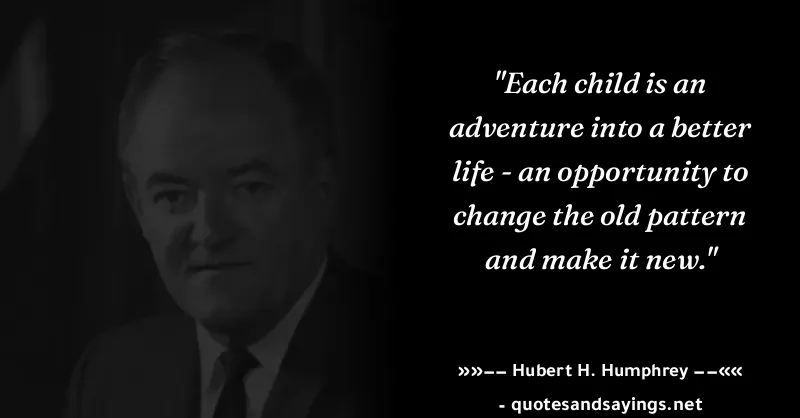 "Each child is an
adventure into a better
life - an opportunity to
change the old pattern
and make it new."
»»−− Hubert H. Humphrey −−««
- quotesandsayings.net